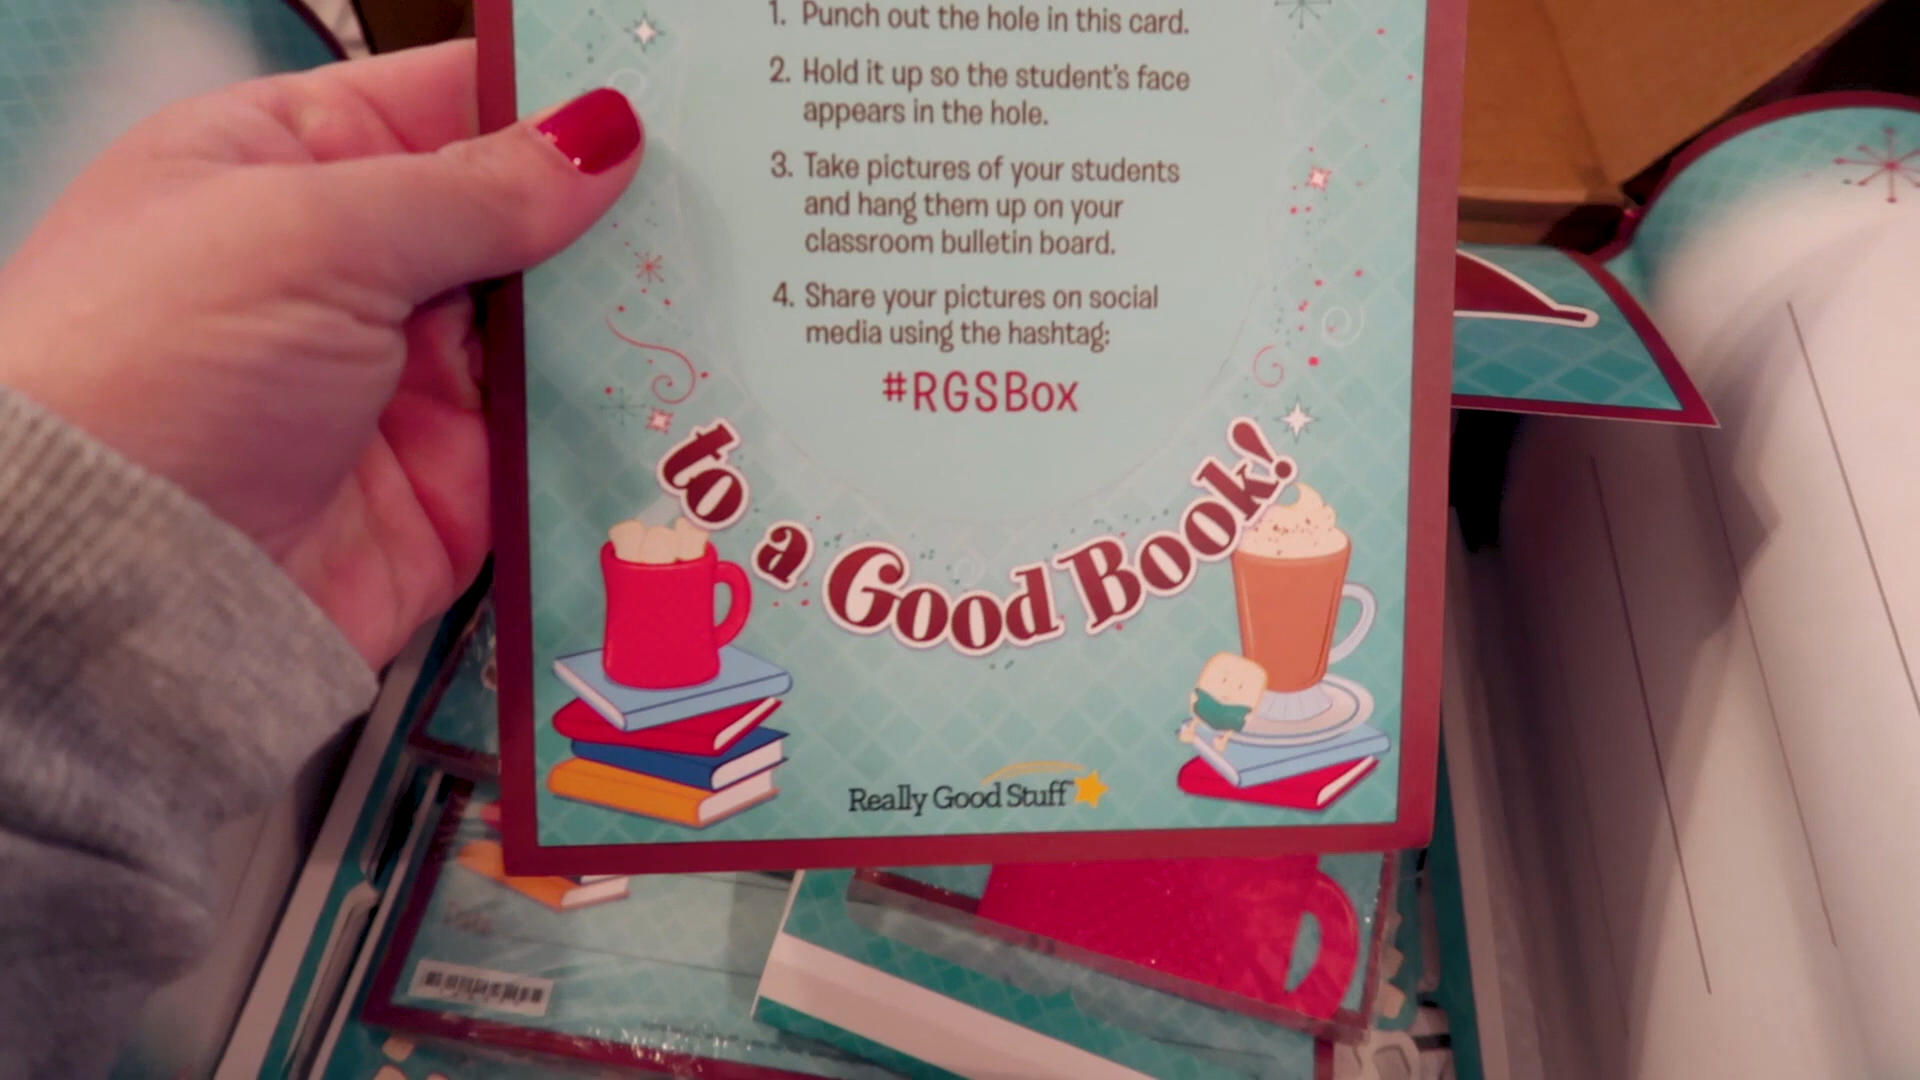 1. Punch out the hole in this card.
2. Hold it up so the student's face
appears in the hole.
3. Take pictures of your students
and hang them up on your
classroom bulletin board.
4. Share your pictures on social
media using the hashtag:
#RGSBox
to a Good Book!
Really Good Stuff